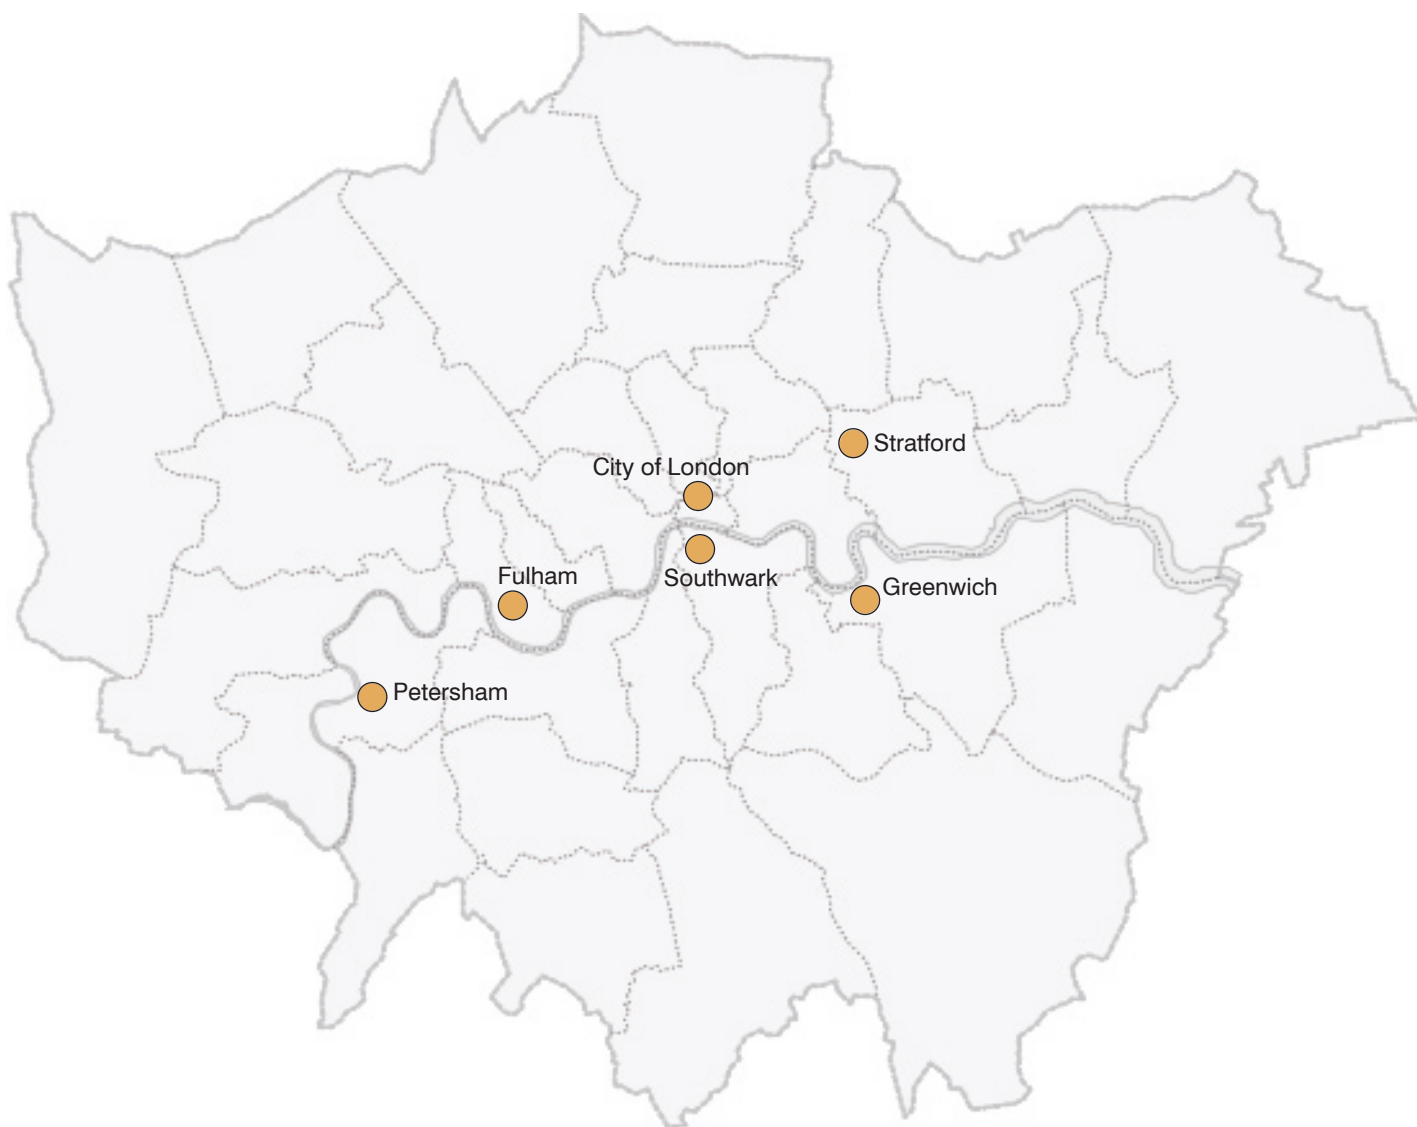 Stratford
City of London
Fulham
Southwark
Greenwich
Petersham